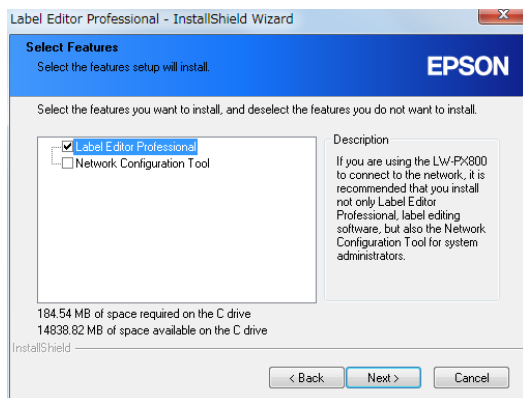 Label Editor Professional - InstallShield Wizard
Select Features
Select the features setup will install.
EPSON
Select the features you want to install, and deselect the features you do not want to install.
Label Editor Professional
Network Configuration Tool
Description
If you are using the LW-PX800
to connect to the network, it is
recommended that you install
not only Label Editor
Professional, label editing
software, but also the Network
Configuration Tool for system
administrators.
184.54 MB of space required on the C drive
14838.82 MB of space available on the C drive
InstallShield
< Back
Next >
Cancel